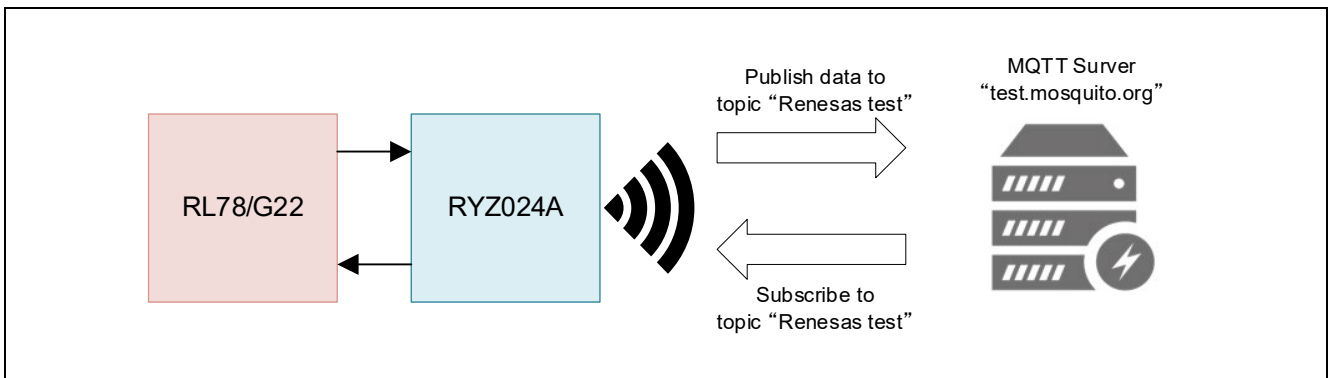 RL78/G22
RYZ024A
Publish data to
topic “Renesas test”
Subscribe to
topic “Renesas test”
MQTT Surver
“test.mosquito.org”